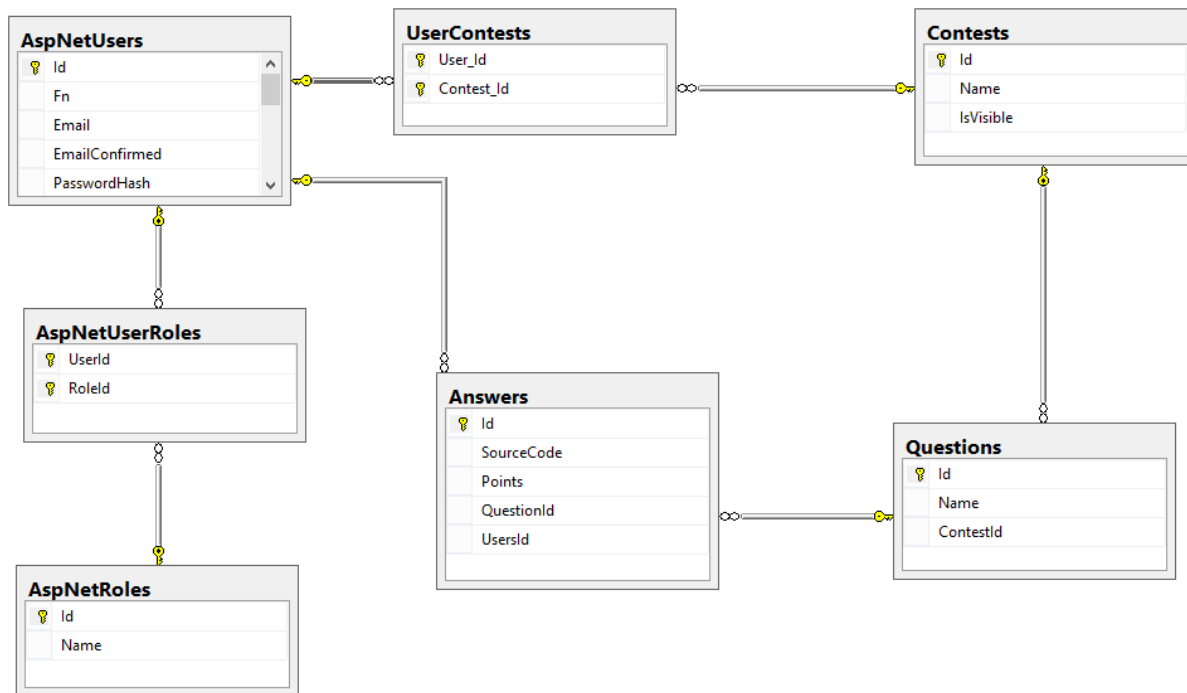 AspNetUsers
Id
Fn
Email
EmailConfirmed
PasswordHash
UserContests
User_Id
Contest_Id
Contests
Id
Name
IsVisible
AspNetUserRoles
UserId
RoleId
Answers
Id
SourceCode
Points
QuestionId
UsersId
Questions
Id
Name
ContestId
AspNetRoles
Id
Name